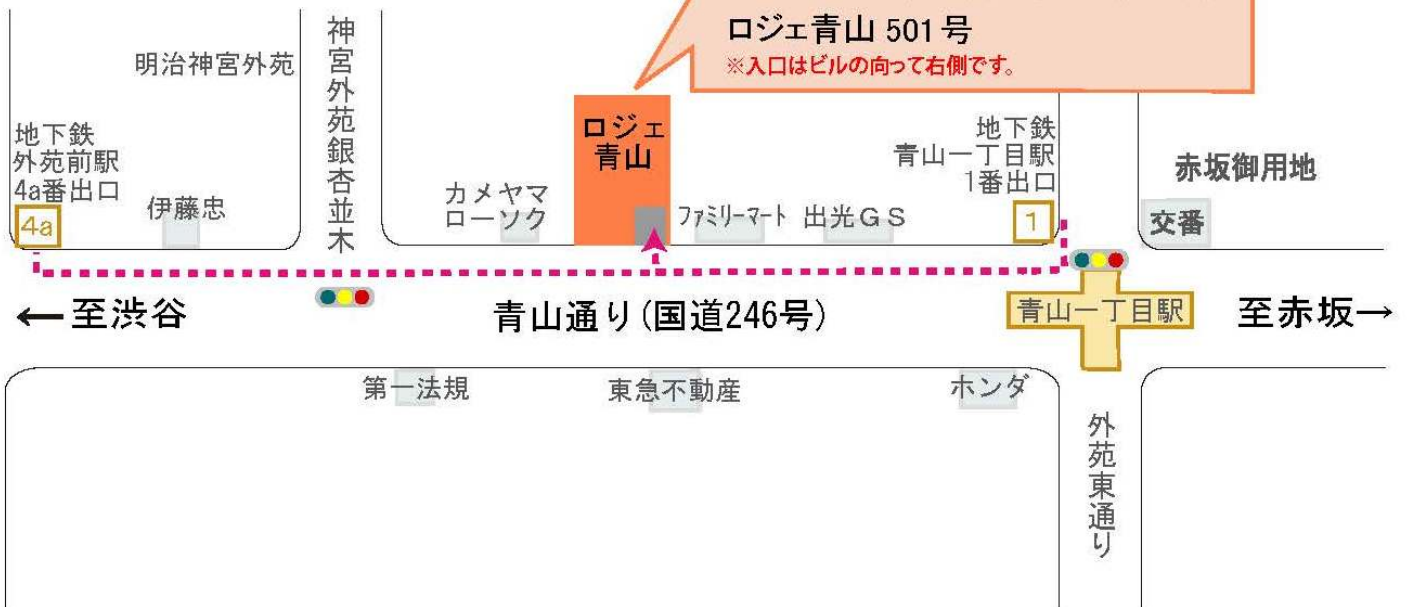 ロジェ青山 501号
※入口はビルの向って右側です。
明治神宮外苑
神宮外苑銀杏並木
ロジェ
青山
地下鉄
外苑前駅
4a番出口
4a
伊藤忠
カメヤマ
ローソク
ファミリーマート
出光GS
地下鉄
青山一丁目駅
1番出口
1
赤坂御用地
交番
←至渋谷
青山通り(国道246号)
青山一丁目駅
至赤坂→
第一法規
東急不動産
ホンダ
外苑東通り